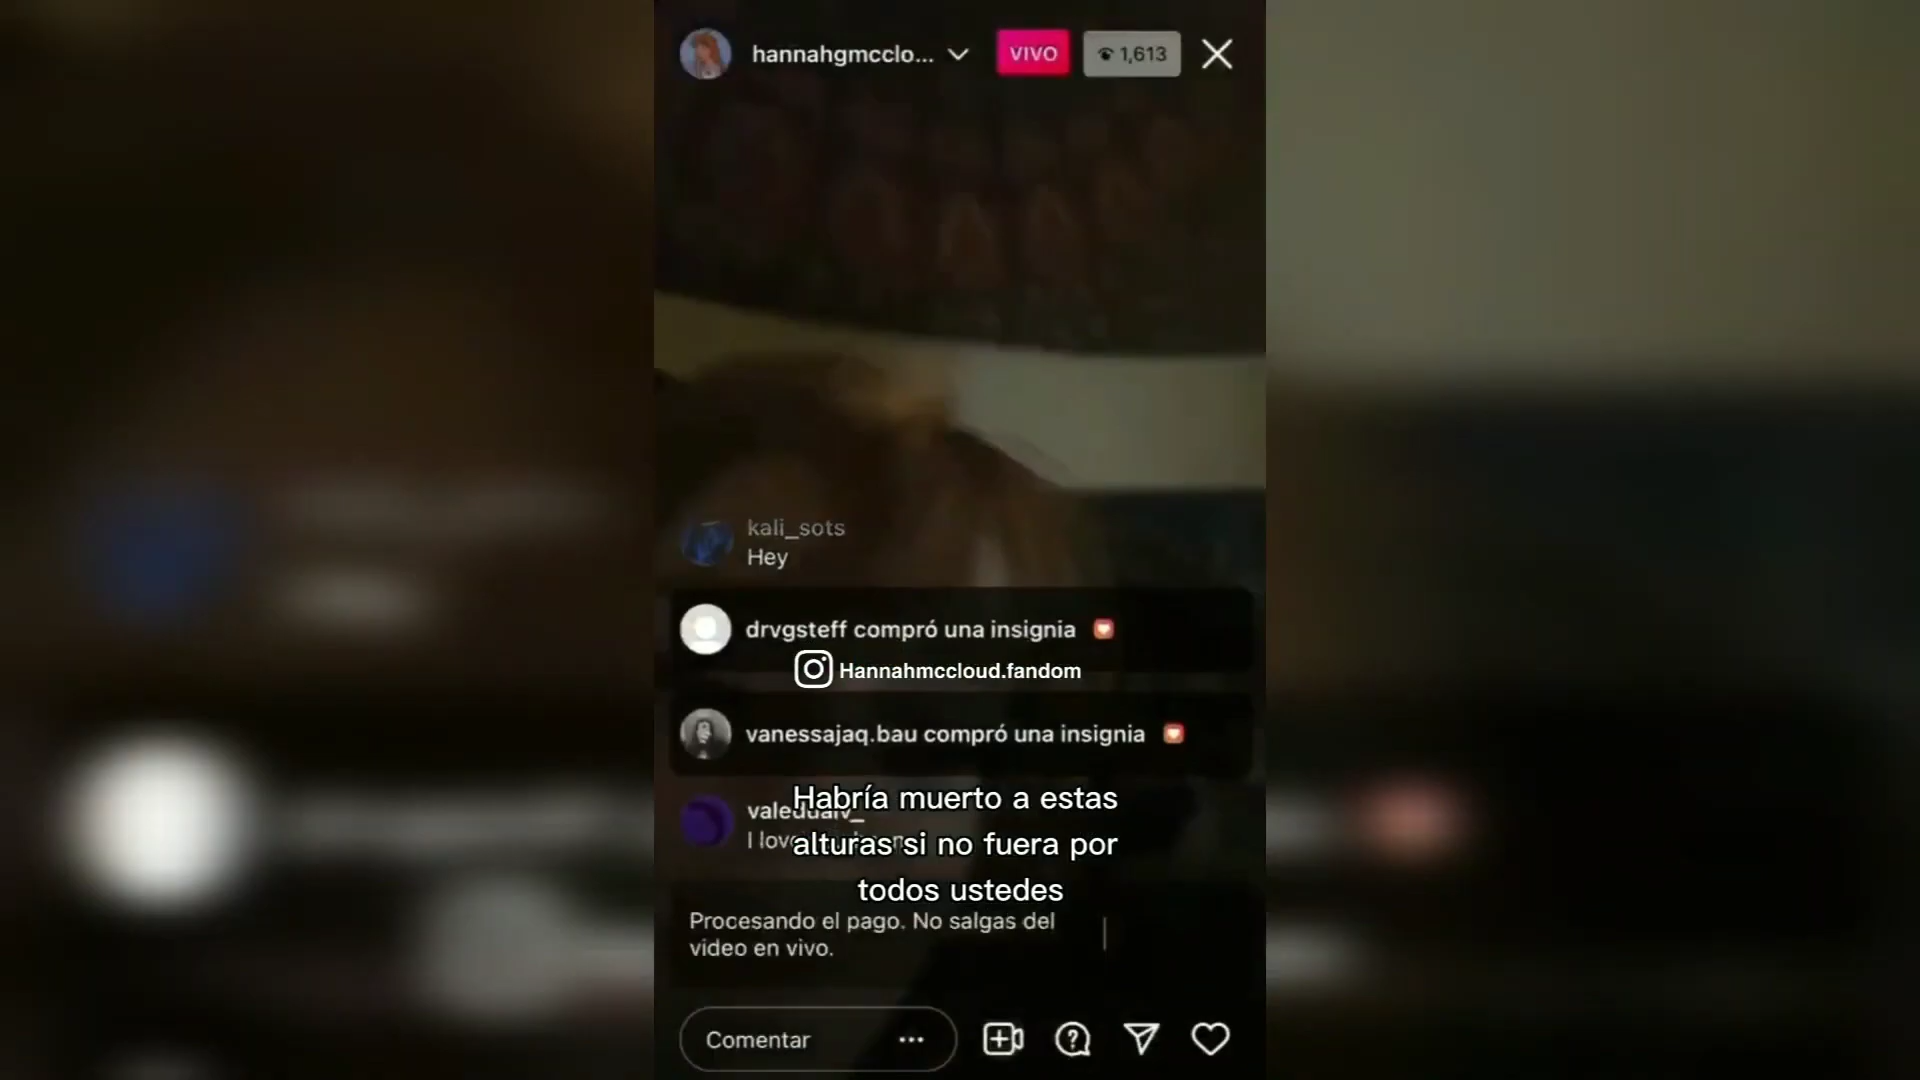 hannahgmcclo...
VIVO
1,613
kali_sots
Hey
drvgsteff compró una insignia
Hannahmccloud.fandom
vanessajaq.bau compró una insignia
Habría muerto a estas
alturas si no fuera por
todos ustedes
I love
Procesando el pago. No salgas del
video en vivo.
Comentar